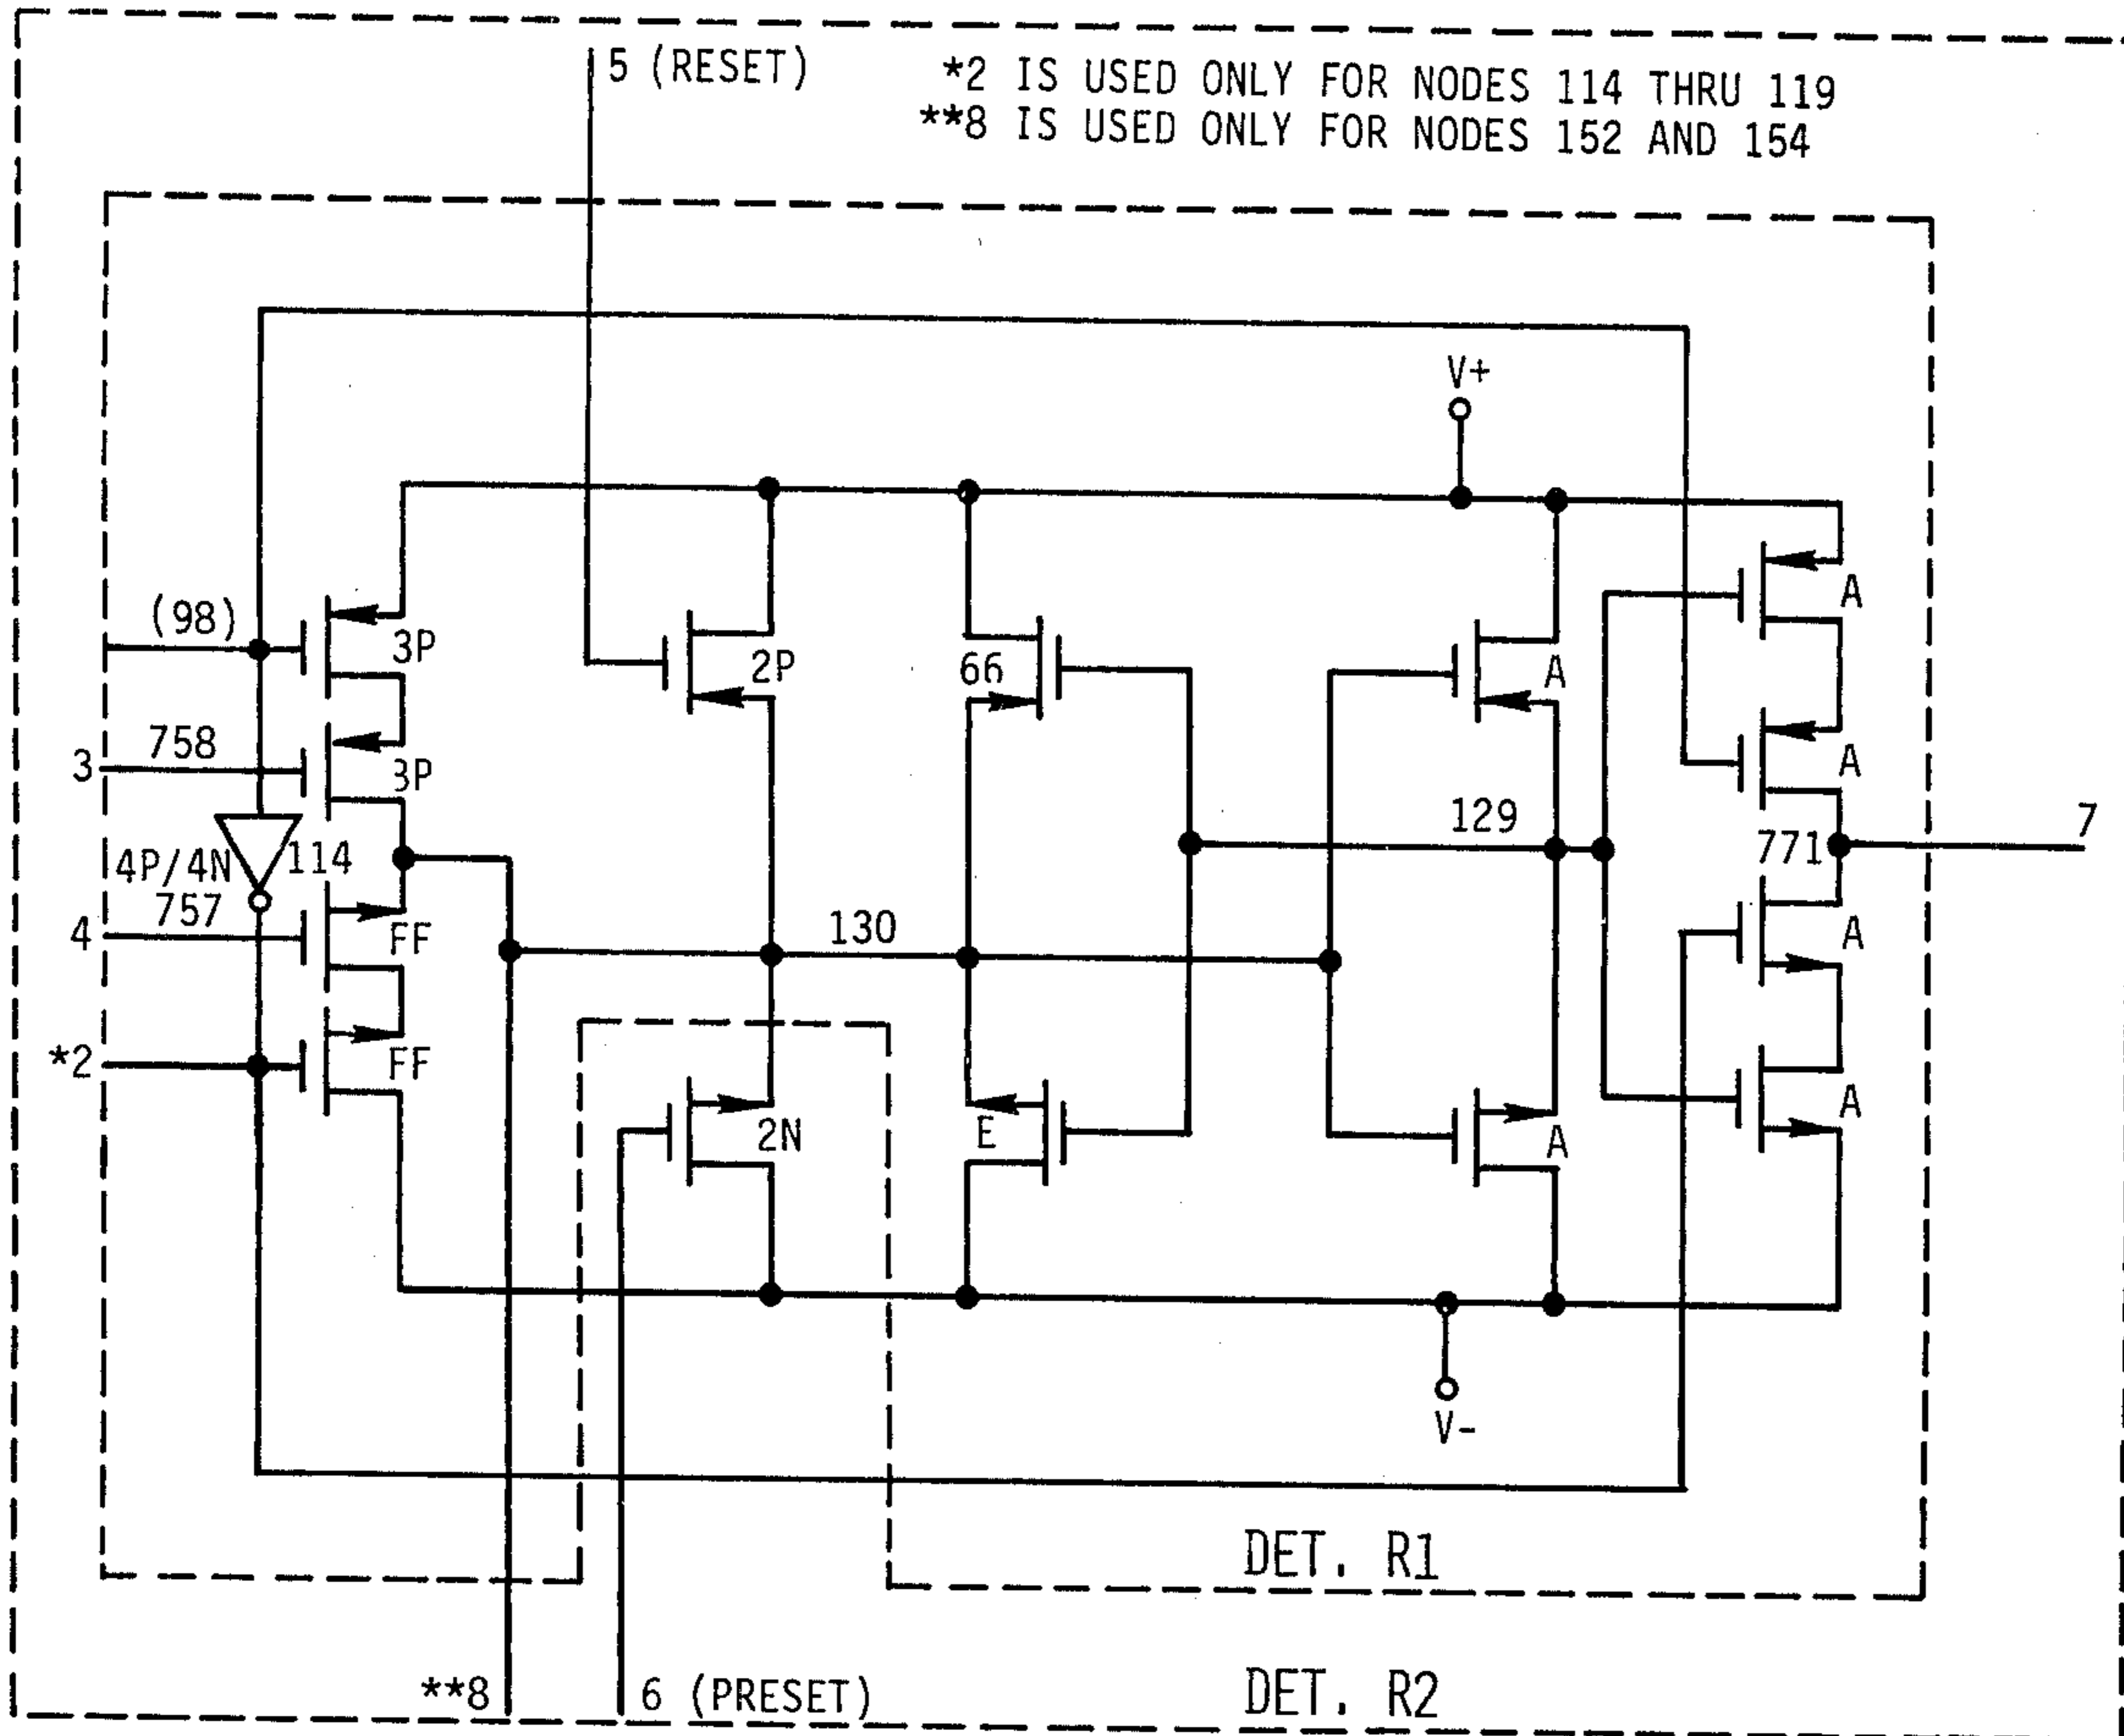 5 (RESET)
*2 IS USED ONLY FOR NODES 114 THRU 119
**8 IS USED ONLY FOR NODES 152 AND 154
V+
(98)
3P
2P
66
A
A
3
758
3P
A
129
7
4P/4N
114
771
4
757
FF
130
A
*2
FF
2N
E
A
A
V-
DET. R1
**8
6 (PRESET)
DET. R2